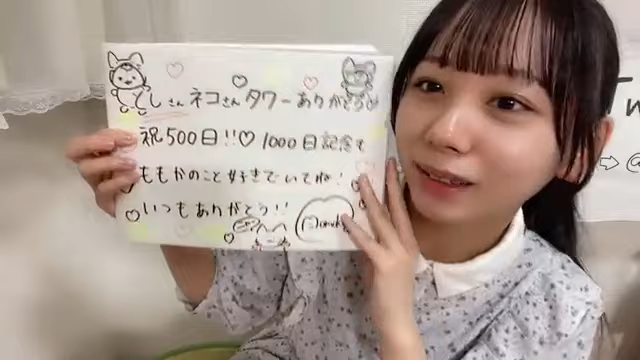 としさん ネコさん タワーありがとう♡
祝500日!!♡ 1000日記念も
ももかのこと好きでいてね!
♡いつもありがとう!!
⇨@